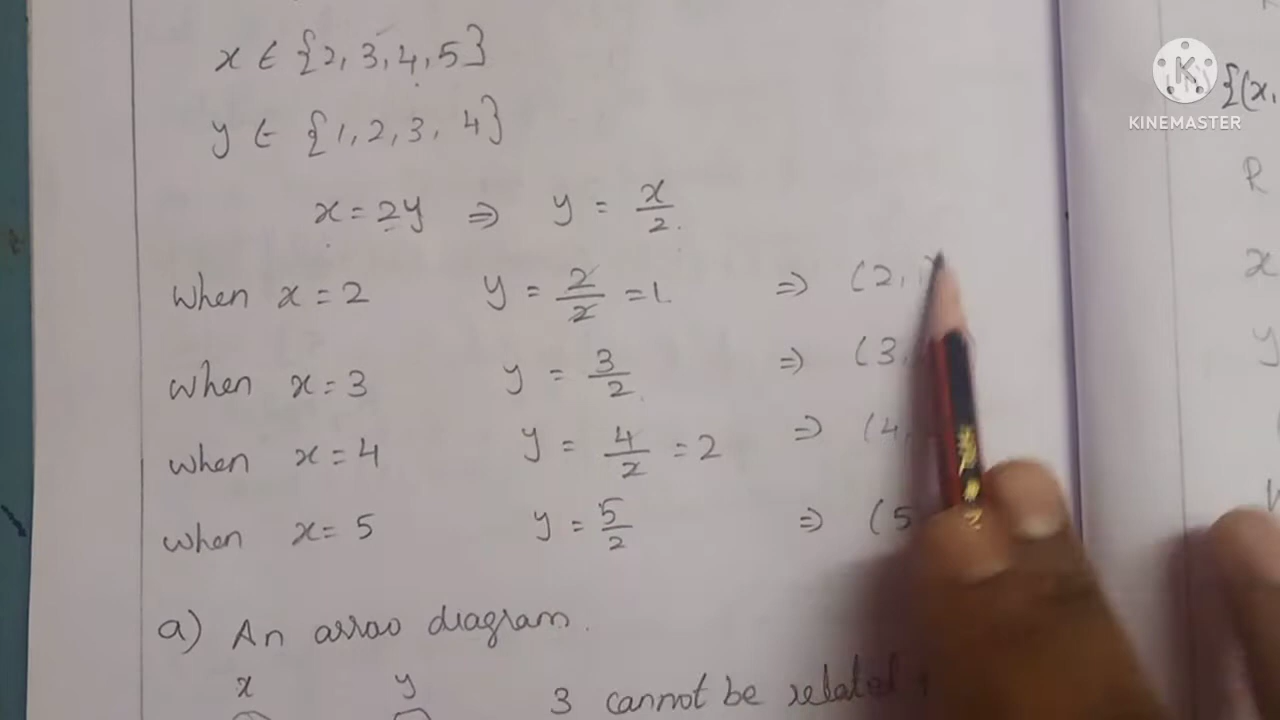 x ∈ {2, 3, 4, 5}
y ∈ {1, 2, 3, 4}
x = 2y ⇒ y = x/2
When x = 2 y = 2/2 = 1. ⇒ (2,
When x = 3 y = 3/2 ⇒ (3,
When x = 4 y = 4/2 = 2 ⇒ (4,
When x = 5 y = 5/2 ⇒ (5
a) An arrow diagram.
x y 3 cannot be related
K
KINEMASTER
{(x,
R
x
y